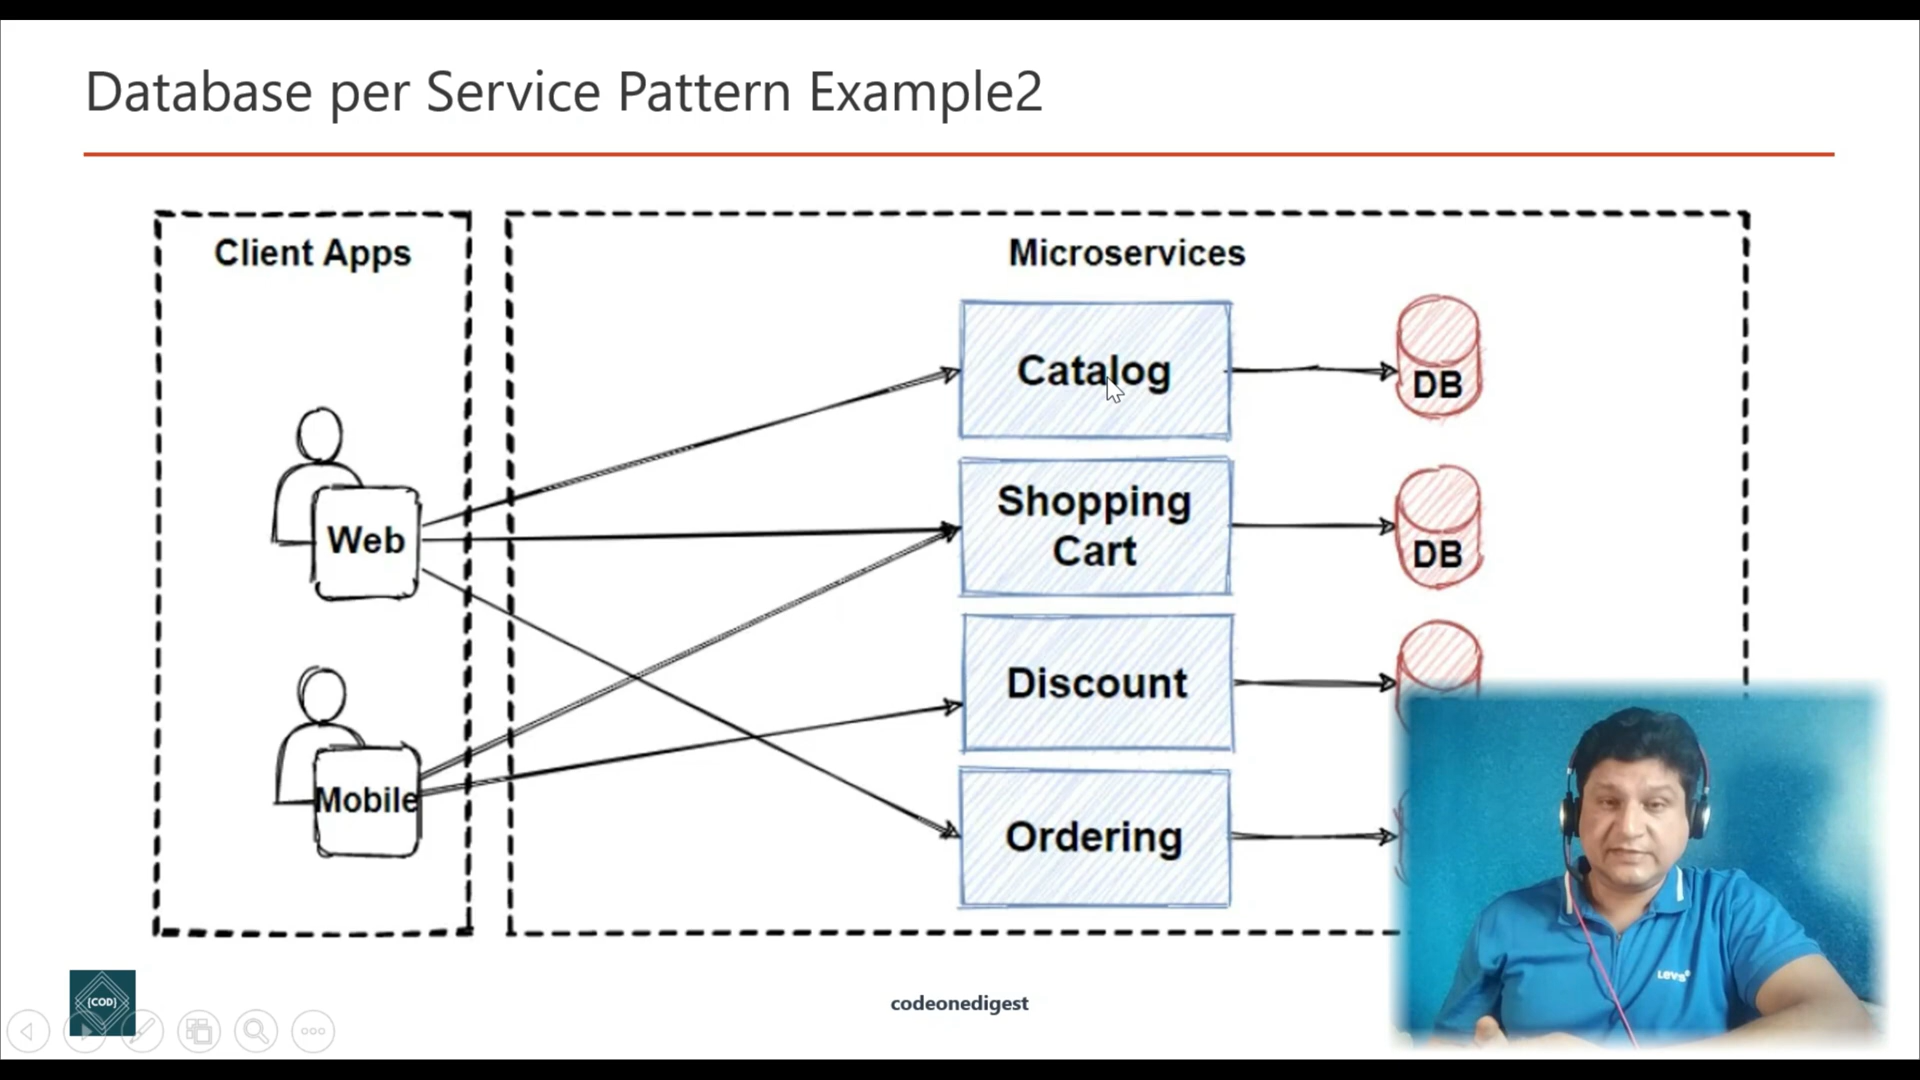 Database per Service Pattern Example2
Client Apps
Microservices
Catalog
DB
Shopping
Cart
DB
Web
Discount
Mobile
Ordering
{COD}
codeonedigest
Levi's